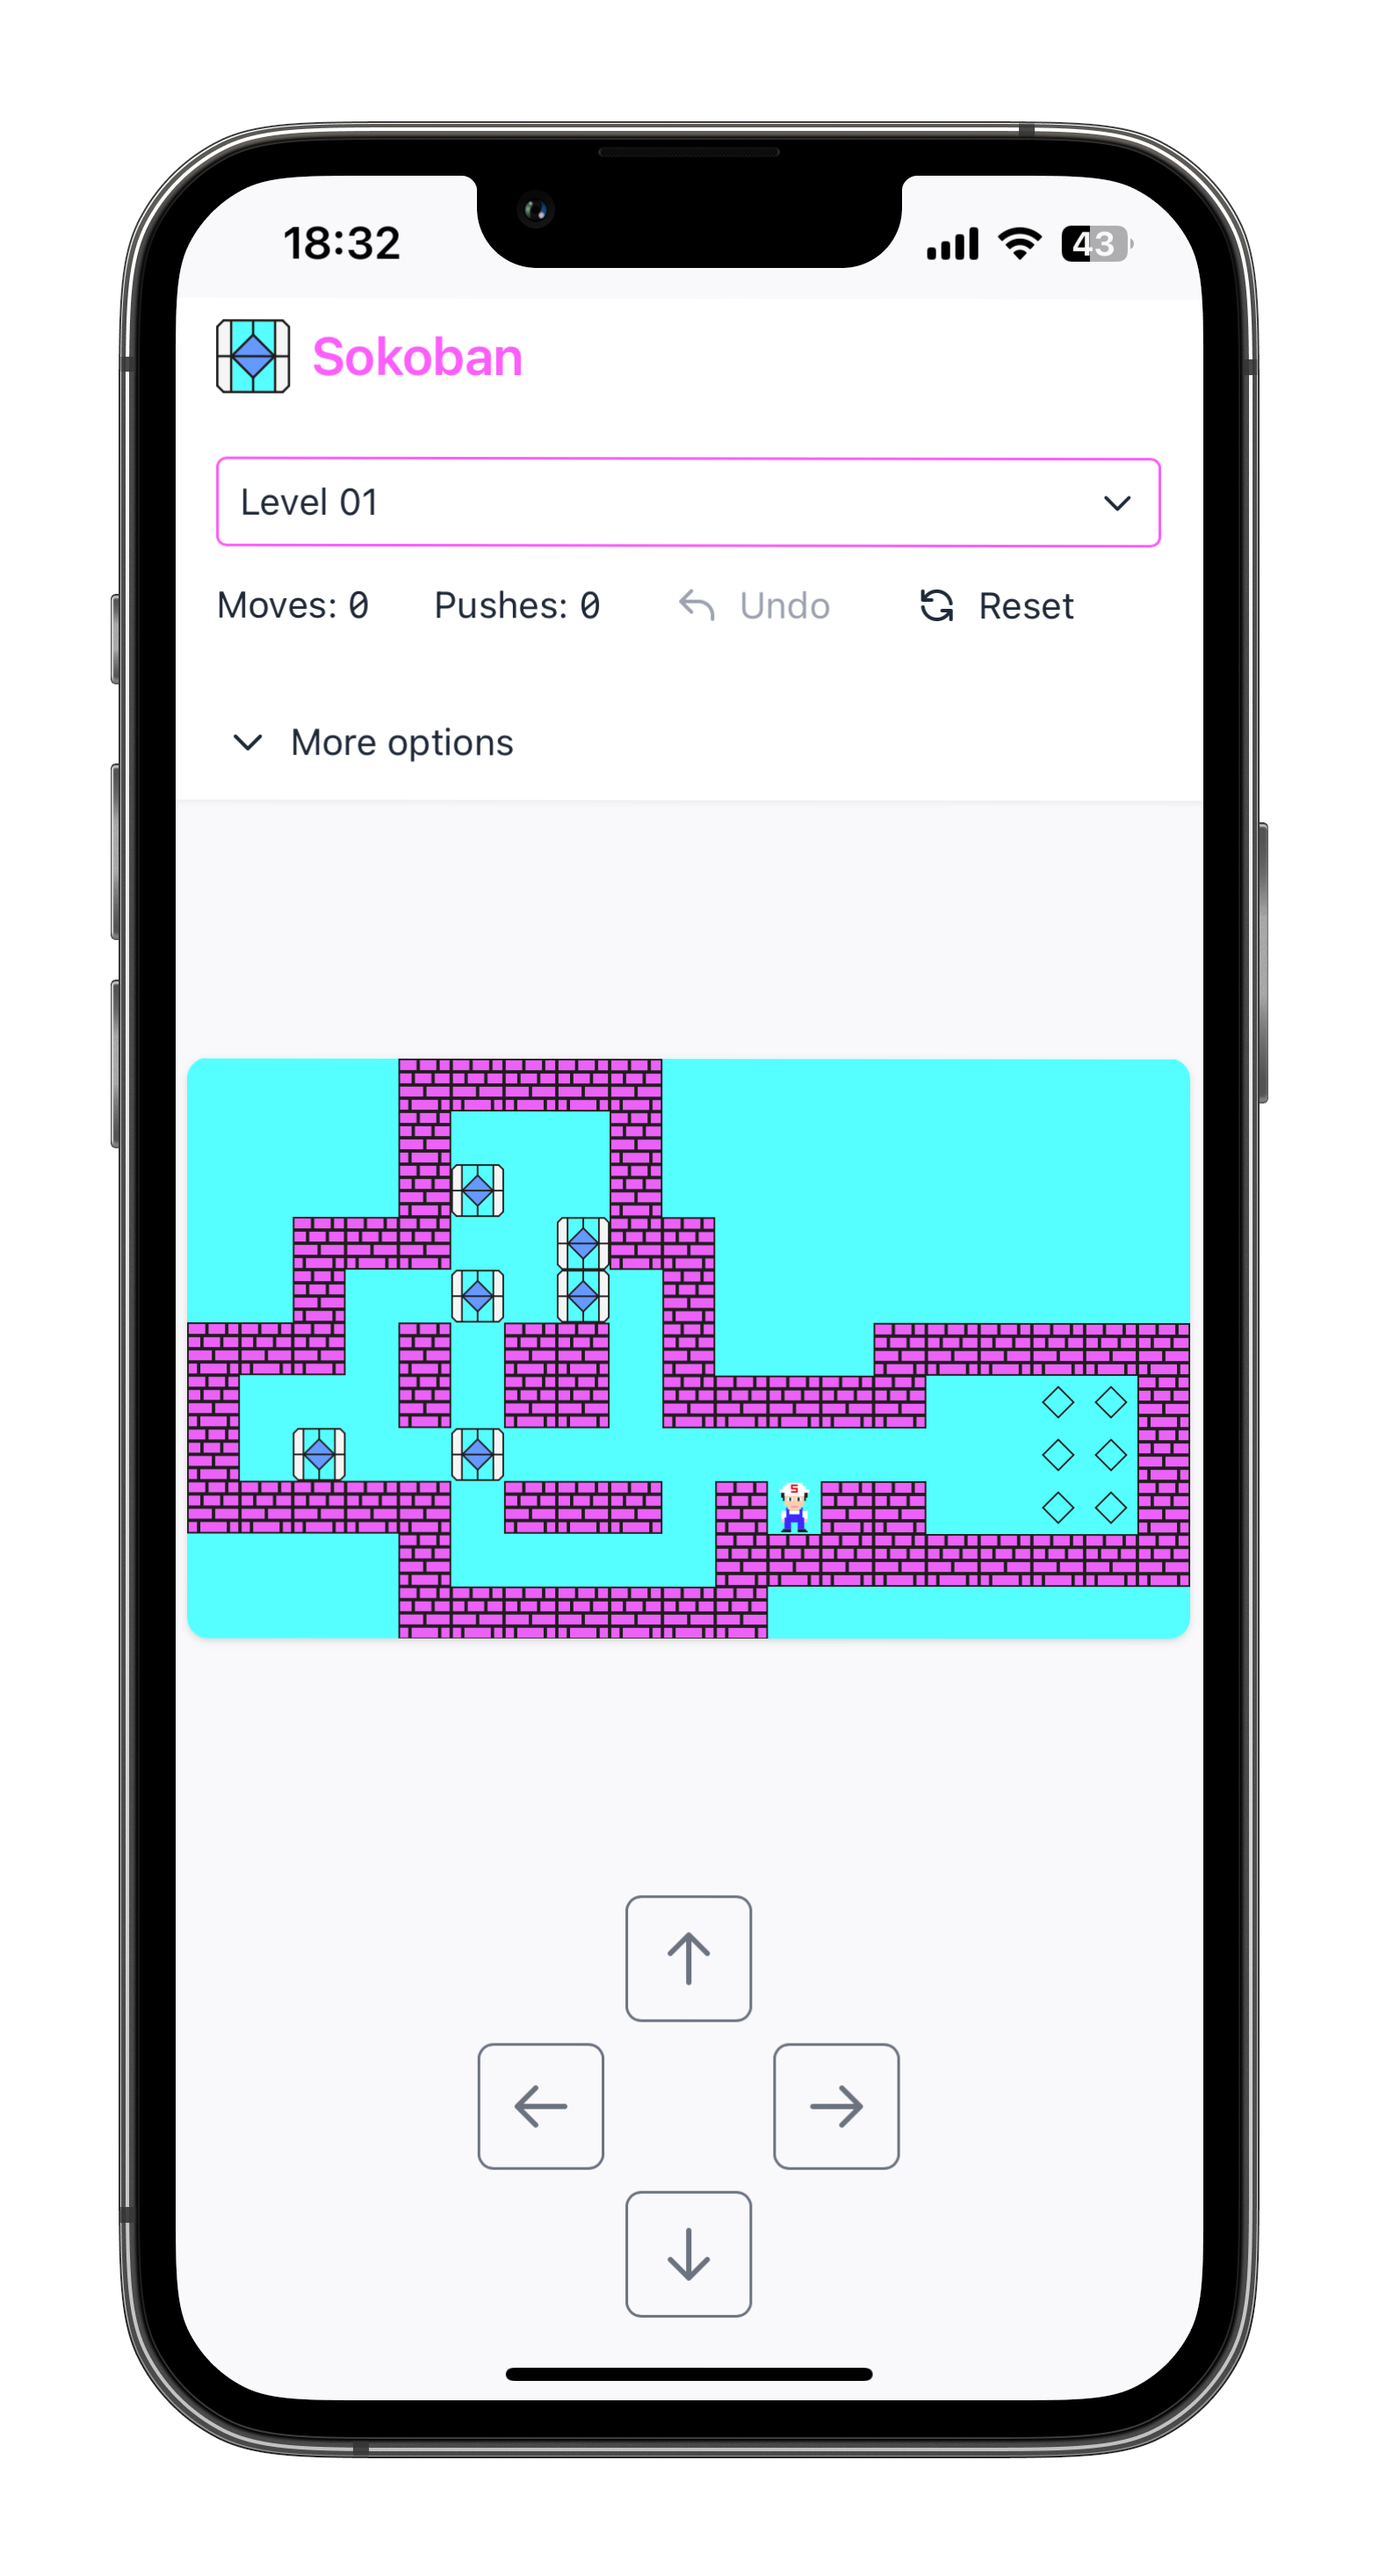 18:32 43
Sokoban
Level 01
Moves: 0 Pushes: 0 Undo Reset
More options
S